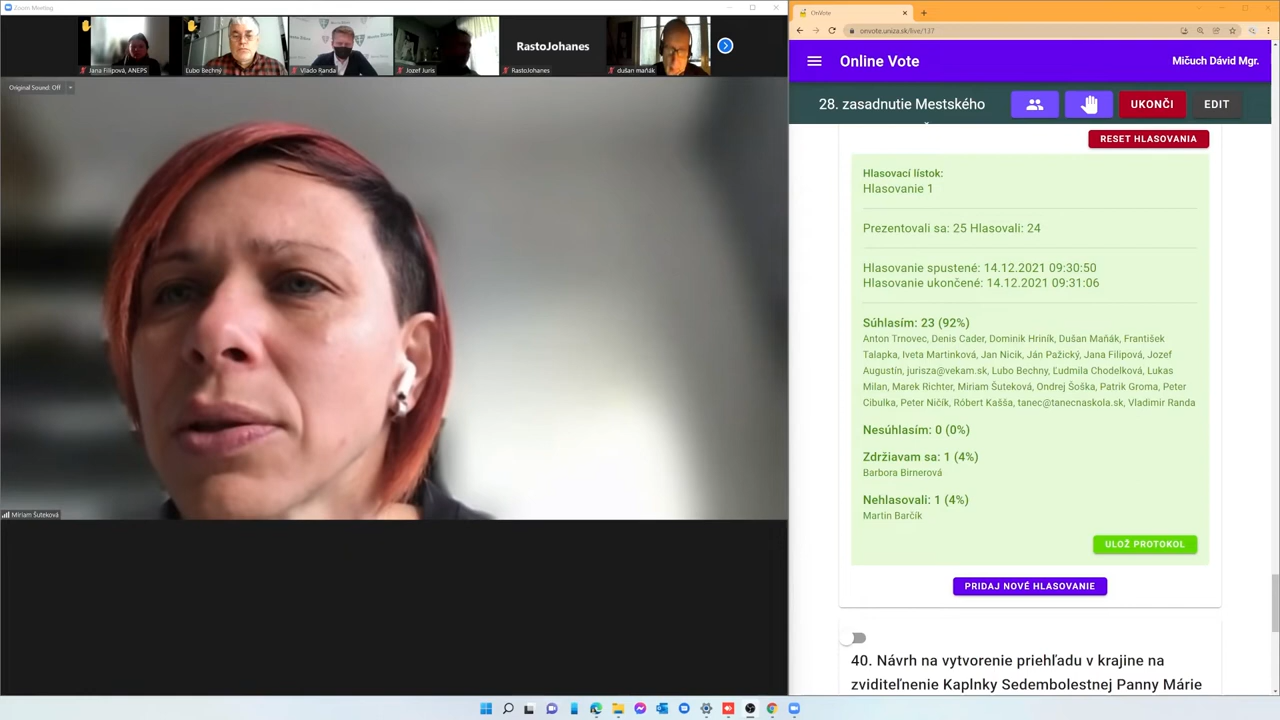 Zoom Meeting
Jana Filipová, ANEPS
Lubo Bechný
Vlado Randa
Jozef Juris
RastoJohanes
RastoJohanes
dušan maňák
Original Sound: Off
Miriam Šuteková
OnVote
onvote.uniza.sk/live/137
Online Vote
Mičuch Dávid Mgr.
28. zasadnutie Mestského
UKONČI
EDIT
RESET HLASOVANIA
Hlasovací lístok:
Hlasovanie 1
Prezentovali sa: 25 Hlasovali: 24
Hlasovanie spustené: 14.12.2021 09:30:50
Hlasovanie ukončené: 14.12.2021 09:31:06
Súhlasím: 23 (92%)
Anton Trnovec, Denis Cader, Dominik Hriník, Dušan Maňák, František
Talapka, Iveta Martinková, Jan Nicik, Ján Pažický, Jana Filipová, Jozef
Augustín, jurisza@vekam.sk, Lubo Bechny, Ľudmila Chodelková, Lukas
Milan, Marek Richter, Miriam Šuteková, Ondrej Šoška, Patrik Groma, Peter
Cibulka, Peter Ničík, Róbert Kašša, tanec@tanecnaskola.sk, Vladimir Randa
Nesúhlasím: 0 (0%)
Zdržiavam sa: 1 (4%)
Barbora Birnerová
Nehlasovali: 1 (4%)
Martin Barčík
ULOŽ PROTOKOL
PRIDAJ NOVÉ HLASOVANIE
40. Návrh na vytvorenie priehľadu v krajine na
zviditeľnenie Kaplnky Sedembolestnej Panny Márie